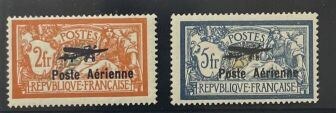 POSTES
2fr
Poste Aérienne
REPUBLIQUE·FRANÇAISE
POSTES
5fr
Poste Aérienne
REPUBLIQUE·FRANÇAISE